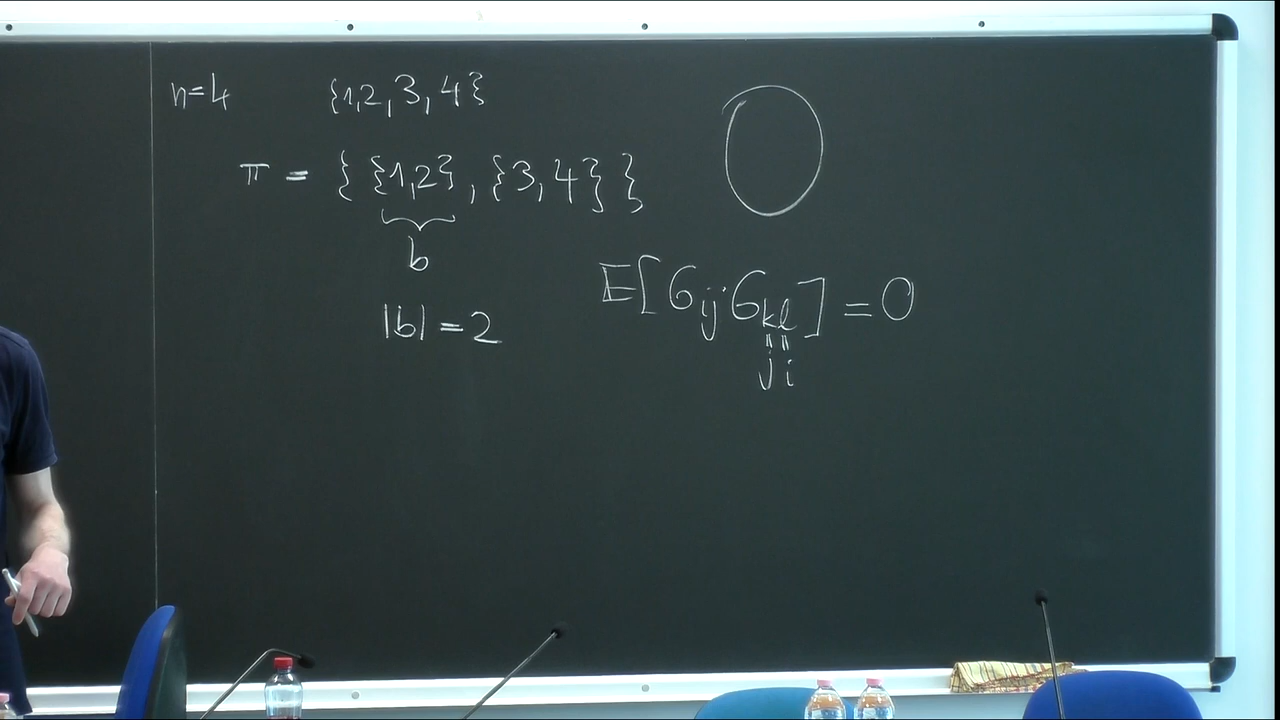 n=4 {1,2,3,4}
π = { {1,2} , {3,4} }
b
|b| = 2
E[G_ij G_kl] = 0
= =
j i